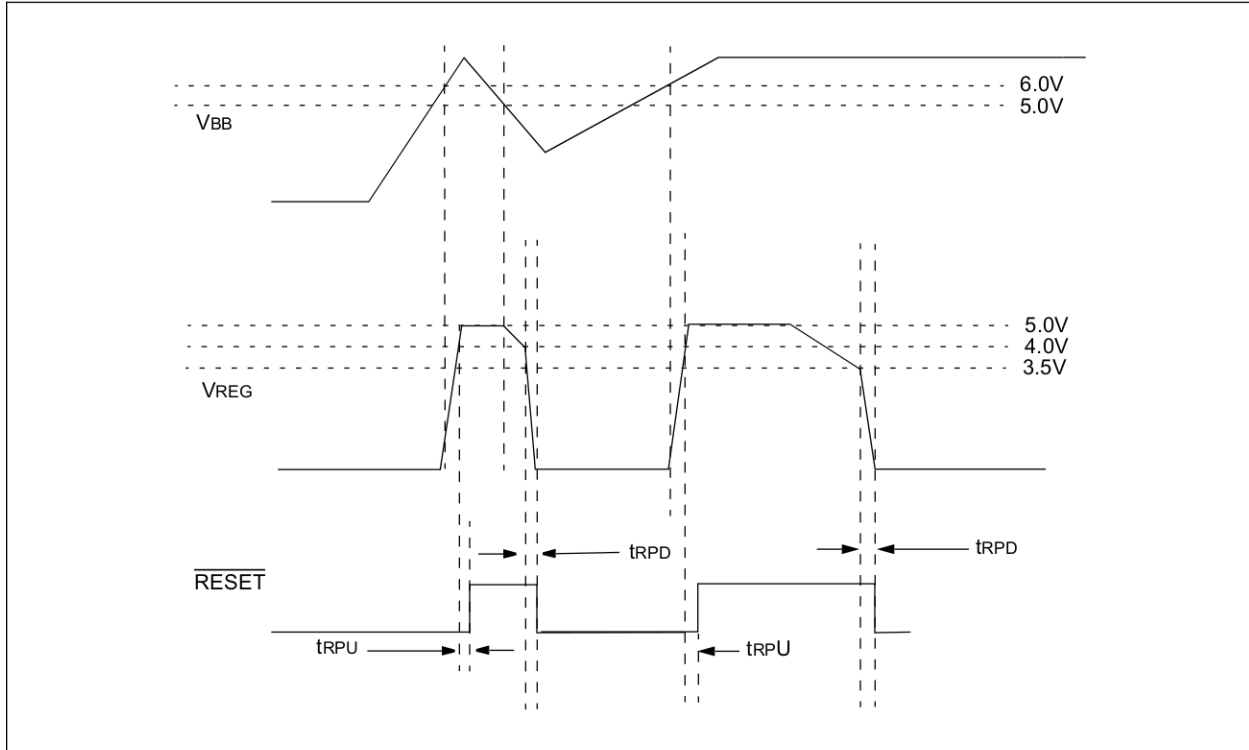 6.0V
5.0V
VBB
5.0V
4.0V
3.5V
VREG
tRPD
tRPD
RESET
tRPU
tRPU